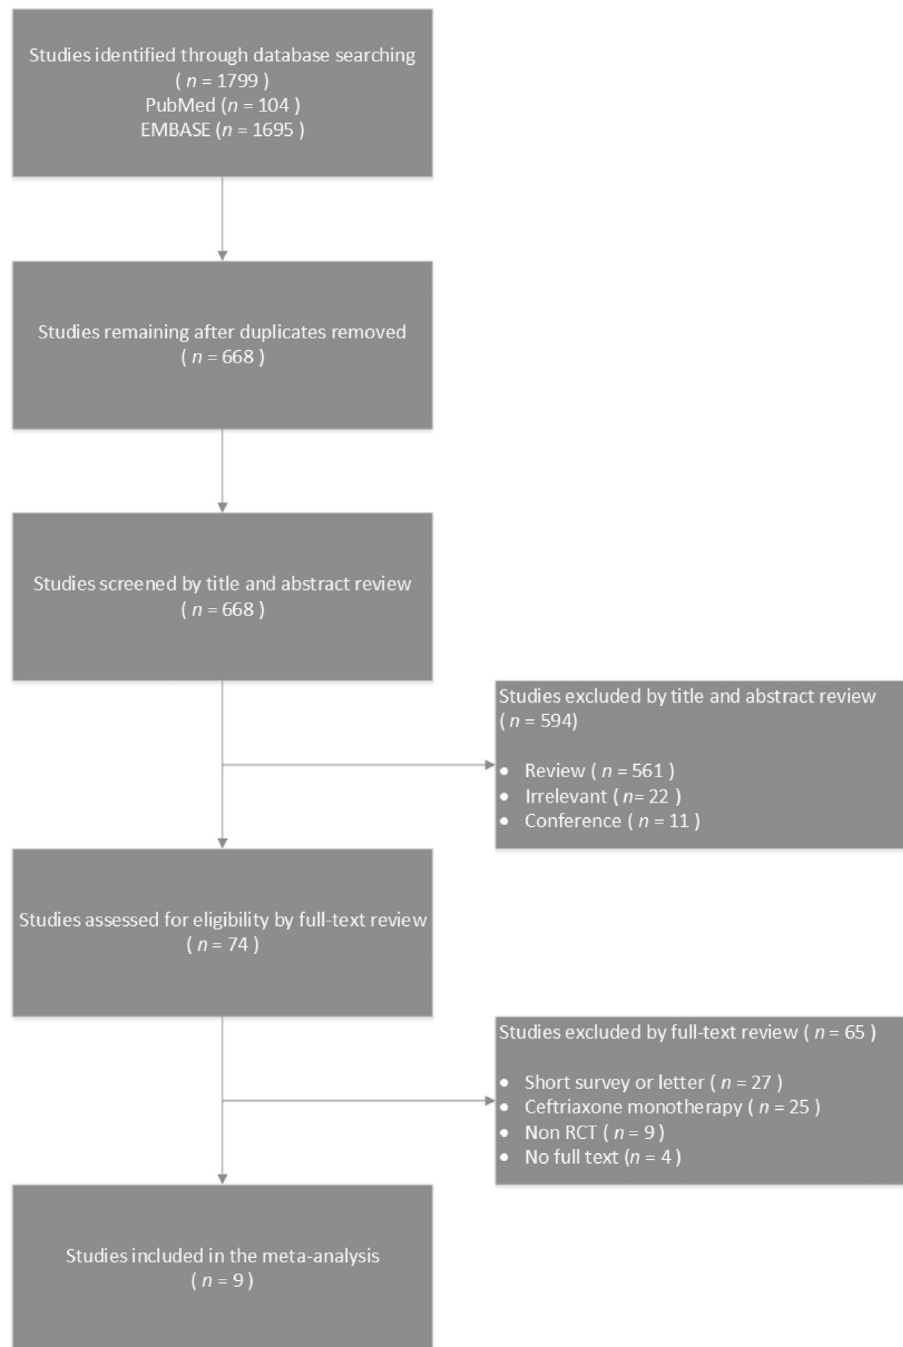 Studies identified through database searching
( n = 1799 )
PubMed (n = 104 )
EMBASE (n = 1695 )
Studies remaining after duplicates removed
( n = 668 )
Studies screened by title and abstract review
( n = 668 )
Studies excluded by title and abstract review
( n = 594)
• Review ( n = 561 )
• Irrelevant ( n= 22 )
• Conference ( n = 11 )
Studies assessed for eligibility by full-text review
( n = 74 )
Studies excluded by full-text review ( n = 65 )
• Short survey or letter ( n = 27 )
• Ceftriaxone monotherapy ( n = 25 )
• Non RCT ( n = 9 )
• No full text (n = 4 )
Studies included in the meta-analysis
( n = 9 )